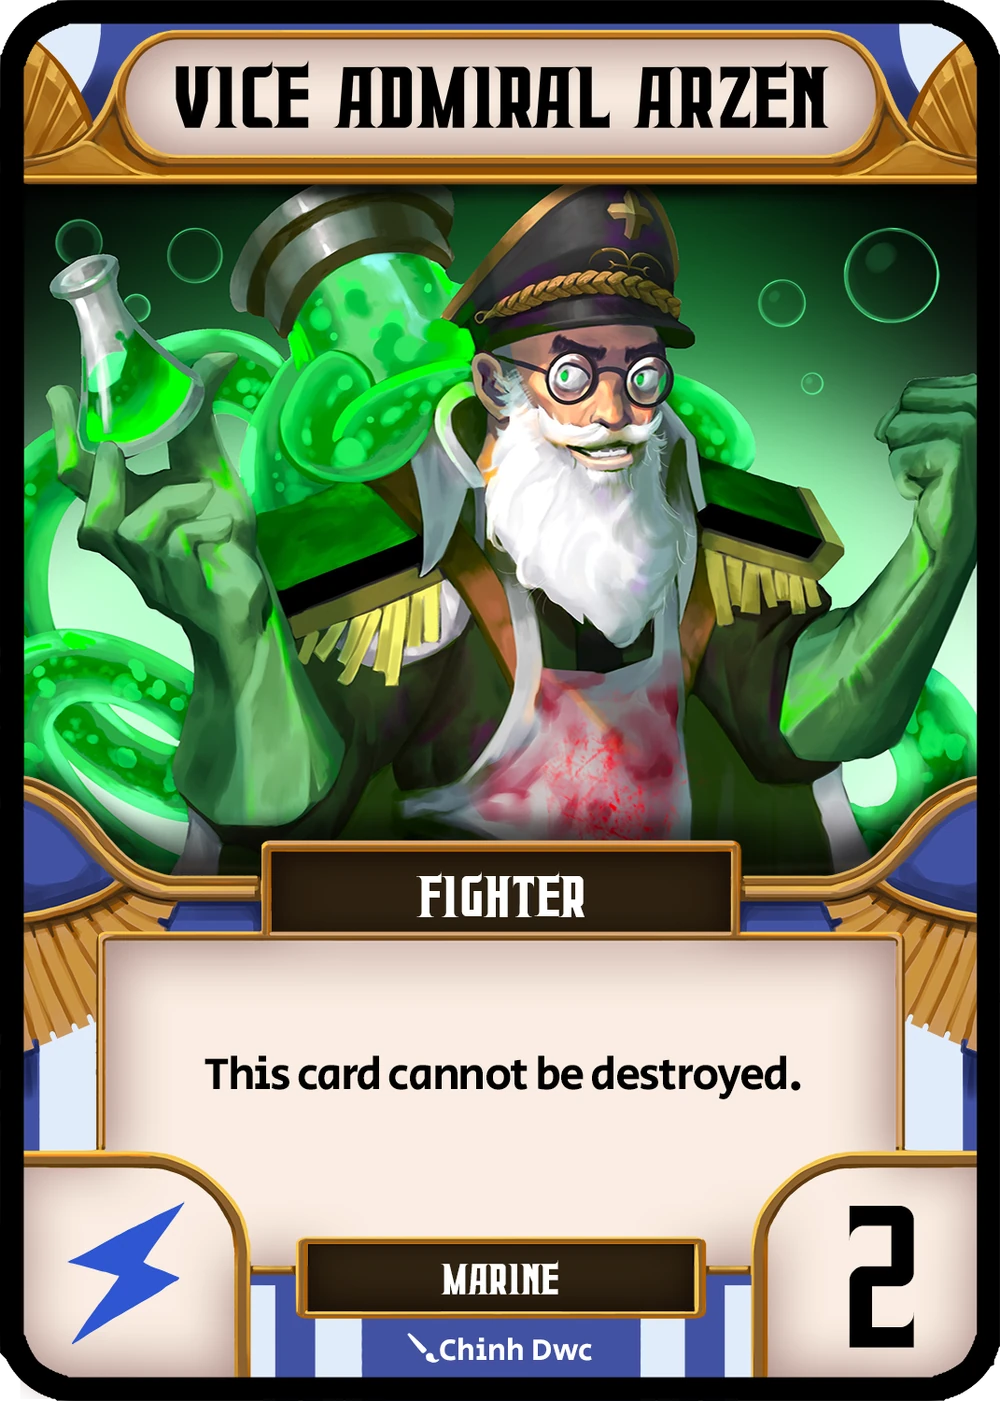 VICE ADMIRAL ARZEN
FIGHTER
This card cannot be destroyed.
2
MARINE
Chinh Dwc